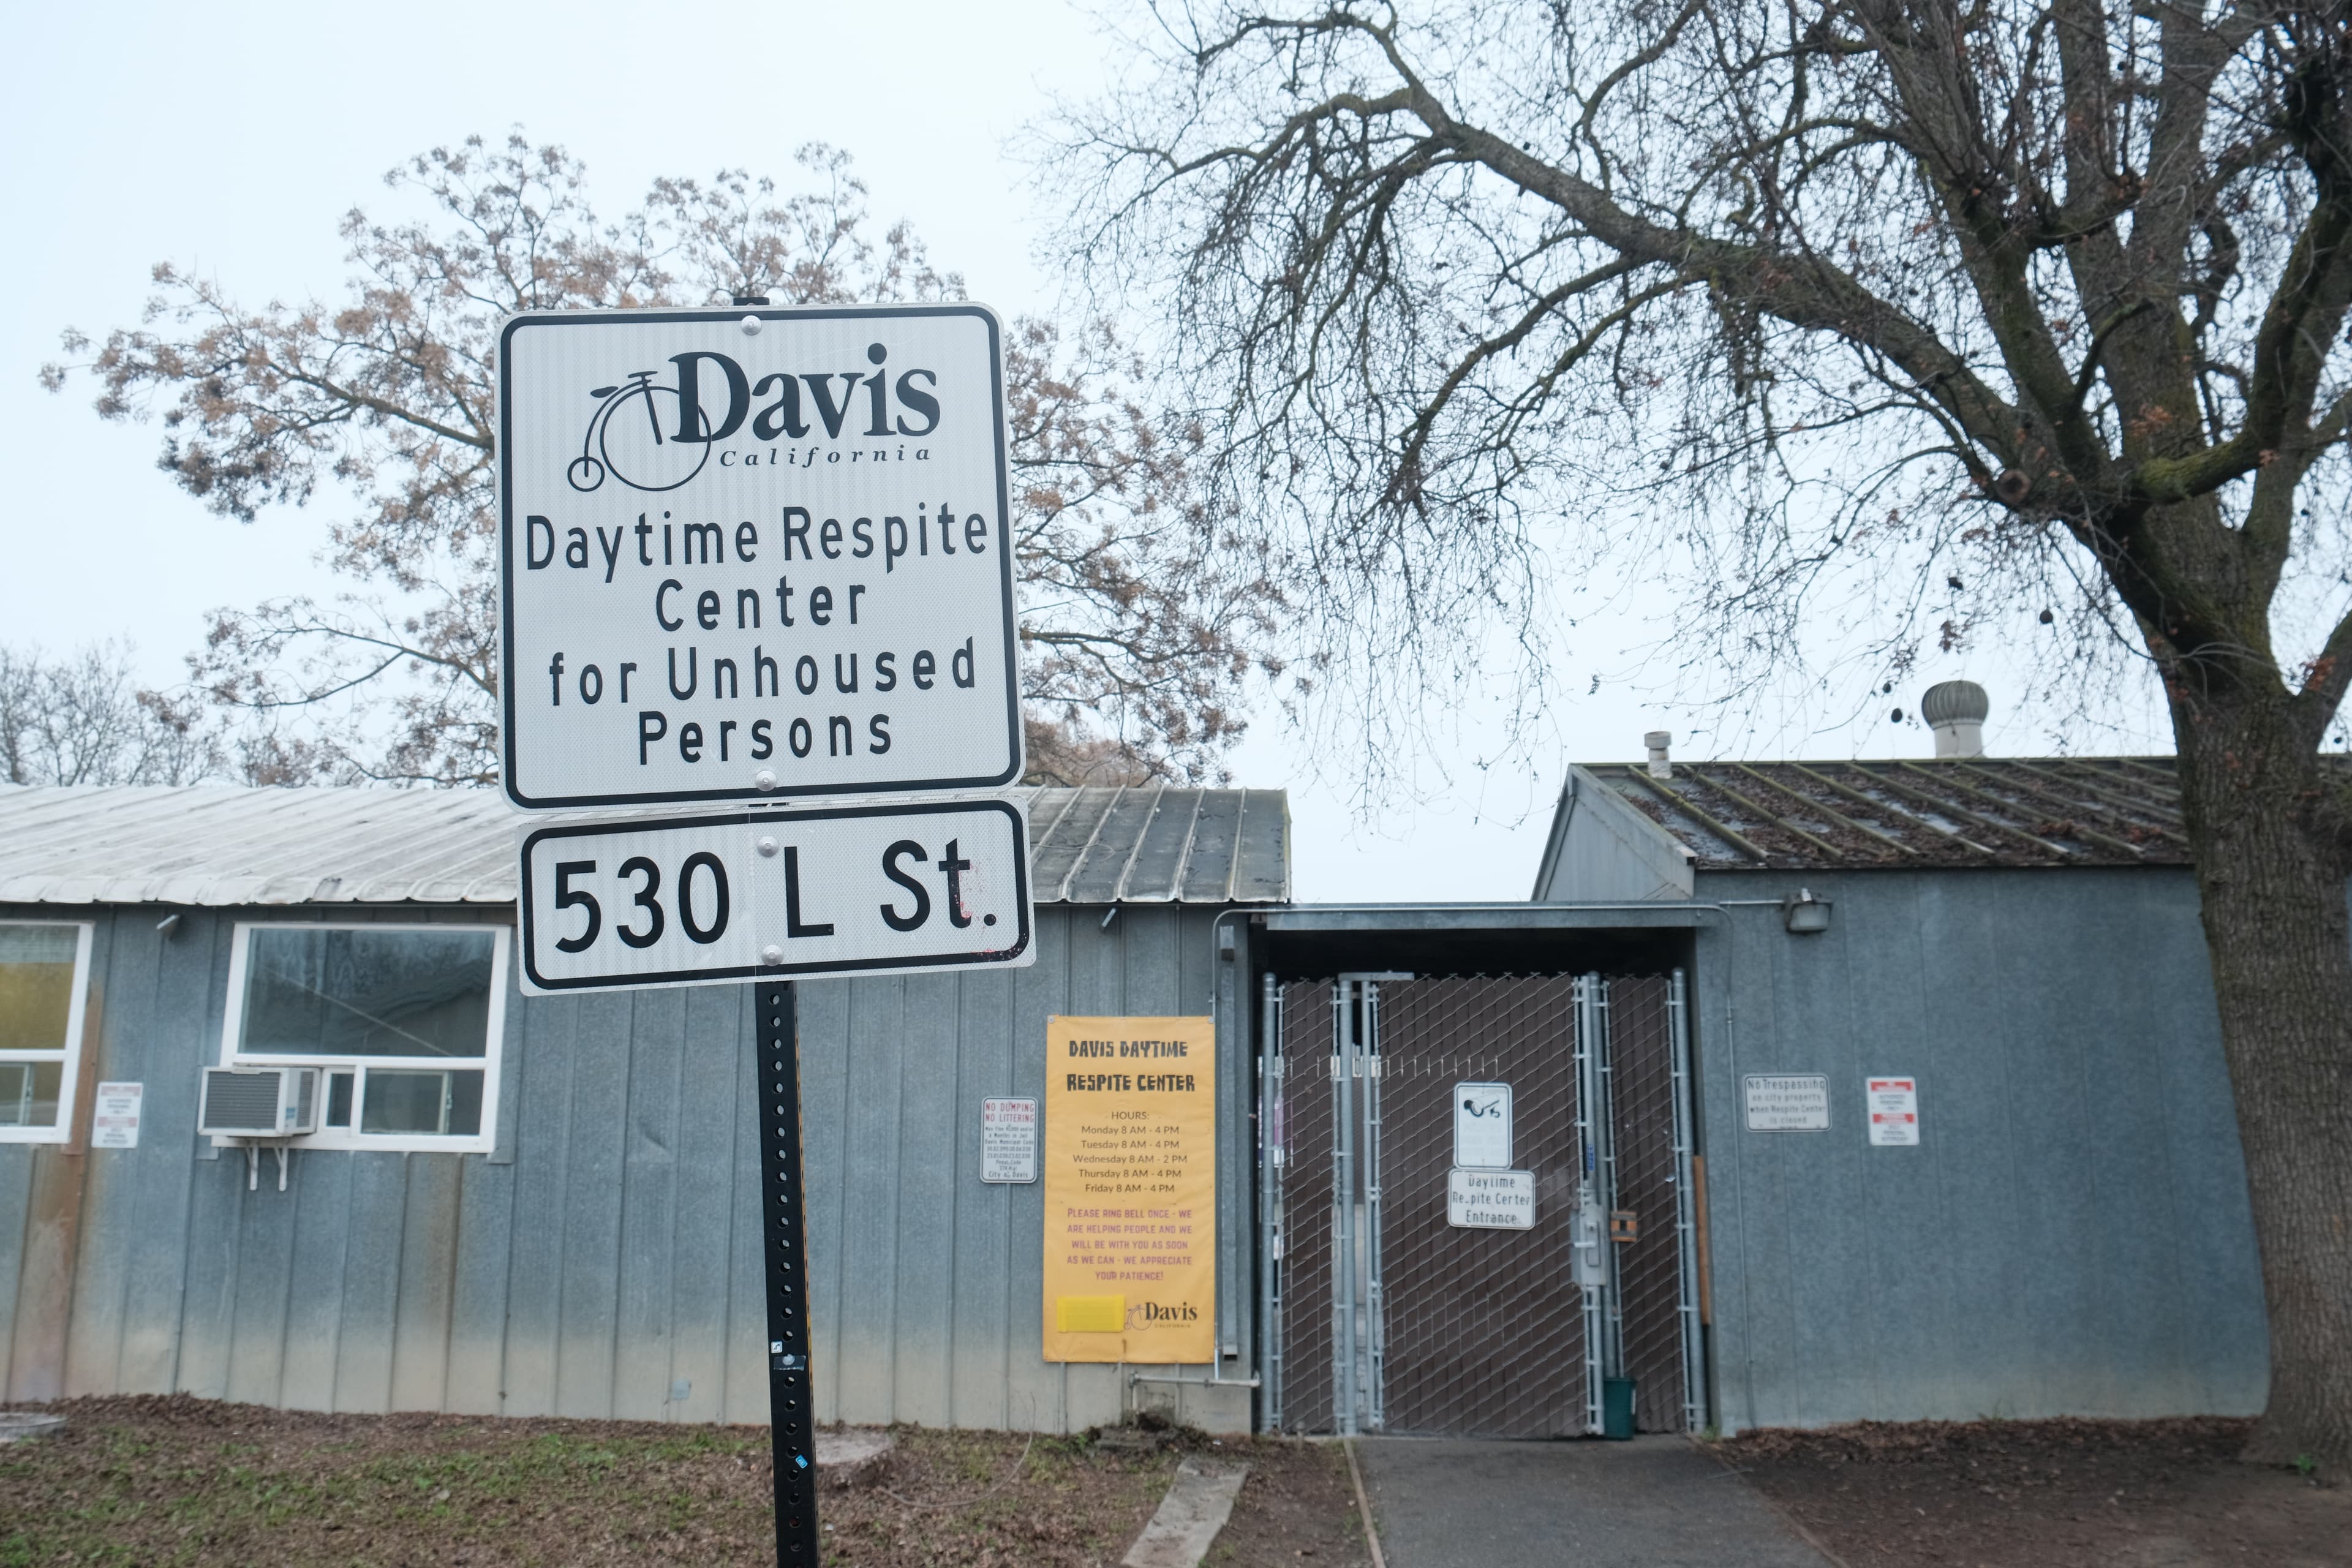 Davis
California
Daytime Respite
Center
for Unhoused
Persons
530 L St.
DAVIS DAYTIME
RESPITE CENTER
HOURS:
Monday 8 AM - 4 PM
Tuesday 8 AM - 4 PM
Wednesday 8 AM - 2 PM
Thursday 8 AM - 4 PM
Friday 8 AM - 4 PM
PLEASE RING BELL ONCE - WE
ARE HELPING PEOPLE AND WE
WILL BE WITH YOU AS SOON
AS WE CAN - WE APPRECIATE
YOUR PATIENCE!
Davis
CALIFORNIA
NO DUMPING
NO LITTERING
City of Davis
Daytime
Respite Center
Entrance
No Trespassing
on city property
when Respite Center
is closed